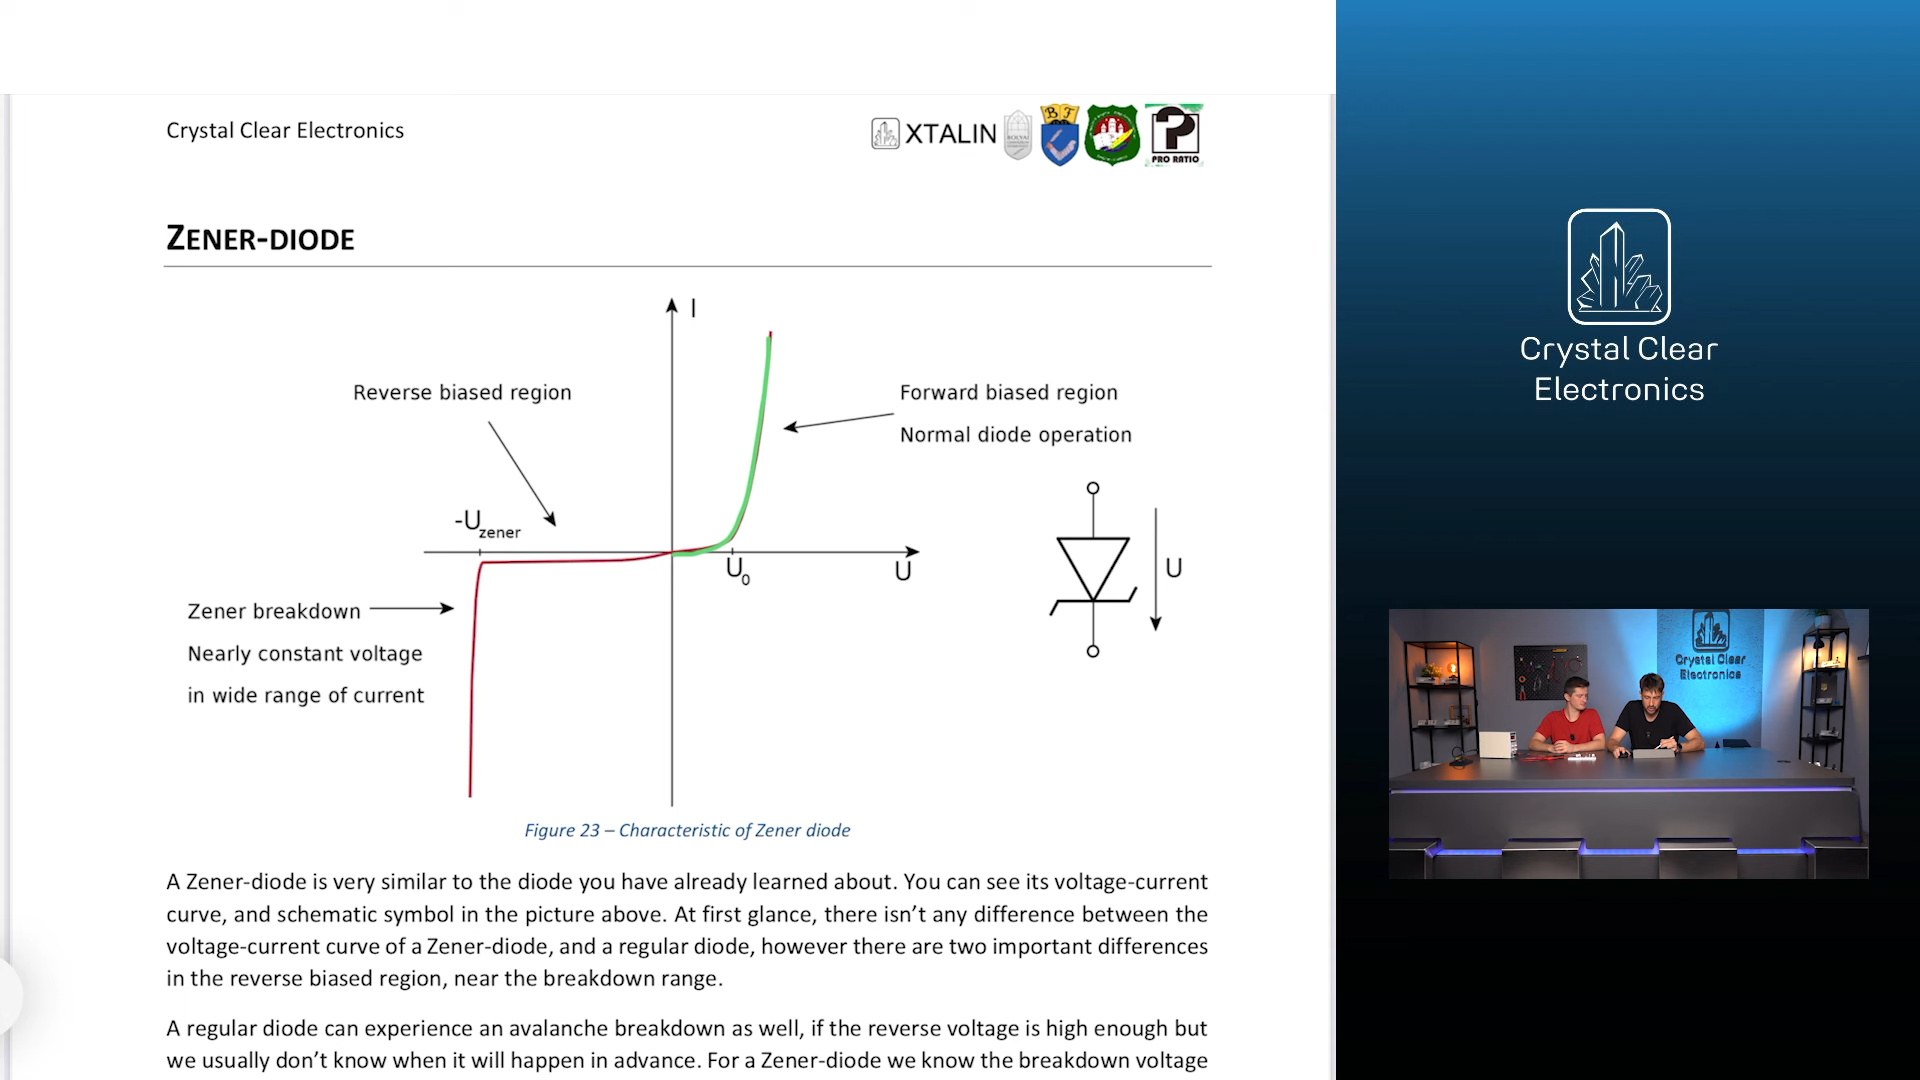 Crystal Clear Electronics
XTALIN
BF
PRO RATIO
ZENER-DIODE
I
Reverse biased region
Forward biased region
Normal diode operation
-Uzener
U0
U
U
Zener breakdown
Nearly constant voltage
in wide range of current
Figure 23 – Characteristic of Zener diode
A Zener-diode is very similar to the diode you have already learned about. You can see its voltage-current
curve, and schematic symbol in the picture above. At first glance, there isn’t any difference between the
voltage-current curve of a Zener-diode, and a regular diode, however there are two important differences
in the reverse biased region, near the breakdown range.
A regular diode can experience an avalanche breakdown as well, if the reverse voltage is high enough but
we usually don’t know when it will happen in advance. For a Zener-diode we know the breakdown voltage
Crystal Clear
Electronics
Crystal Clear
Electronics